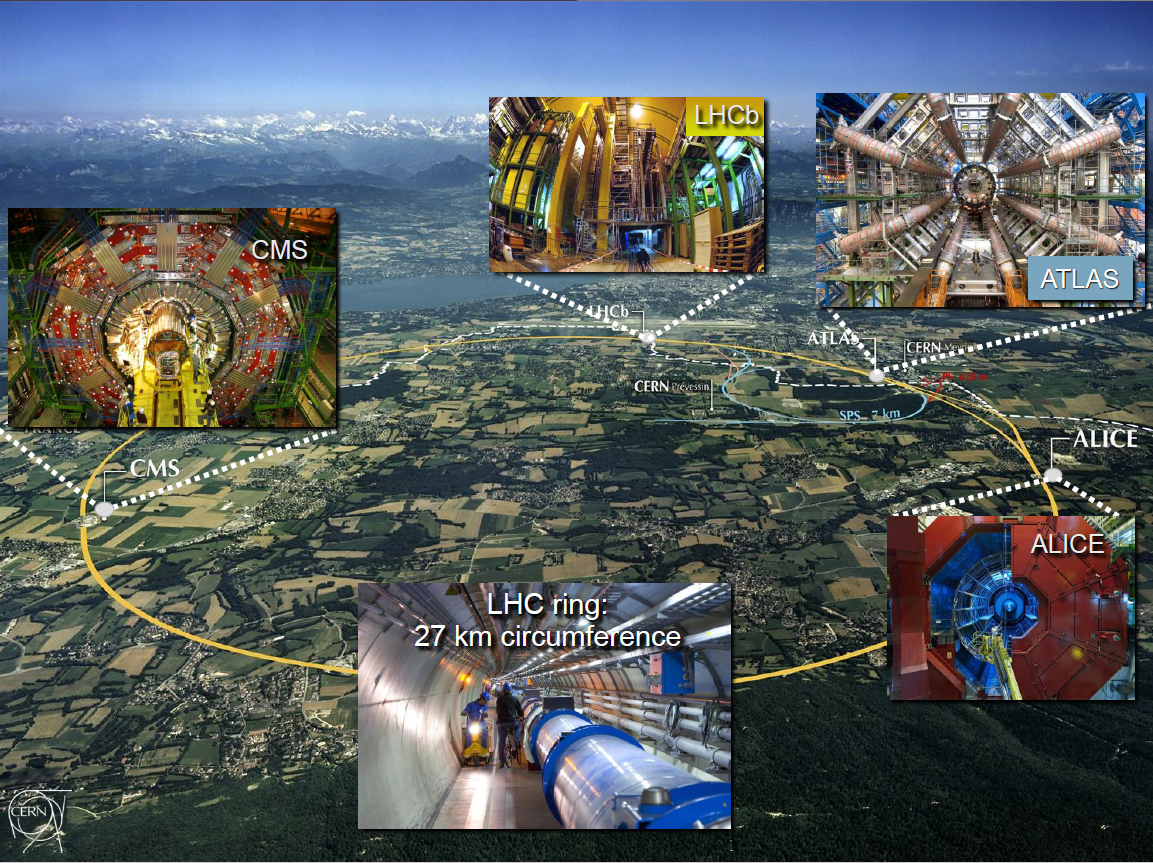 LHCb
ATLAS
CMS
LHCb
ATLAS
CERN
CERN Prévessin
SPS 7 km
ALICE
CMS
ALICE
LHC ring:
27 km circumference
CERN